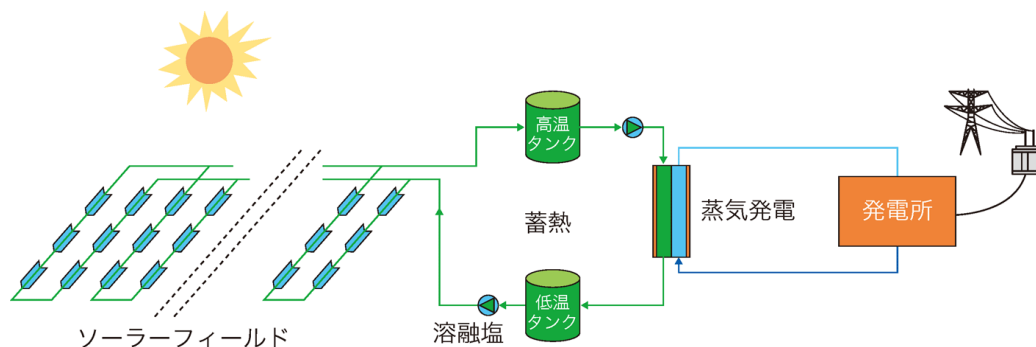 高温
タンク
蓄熱
蒸気発電
発電所
低温
タンク
溶融塩
ソーラーフィールド